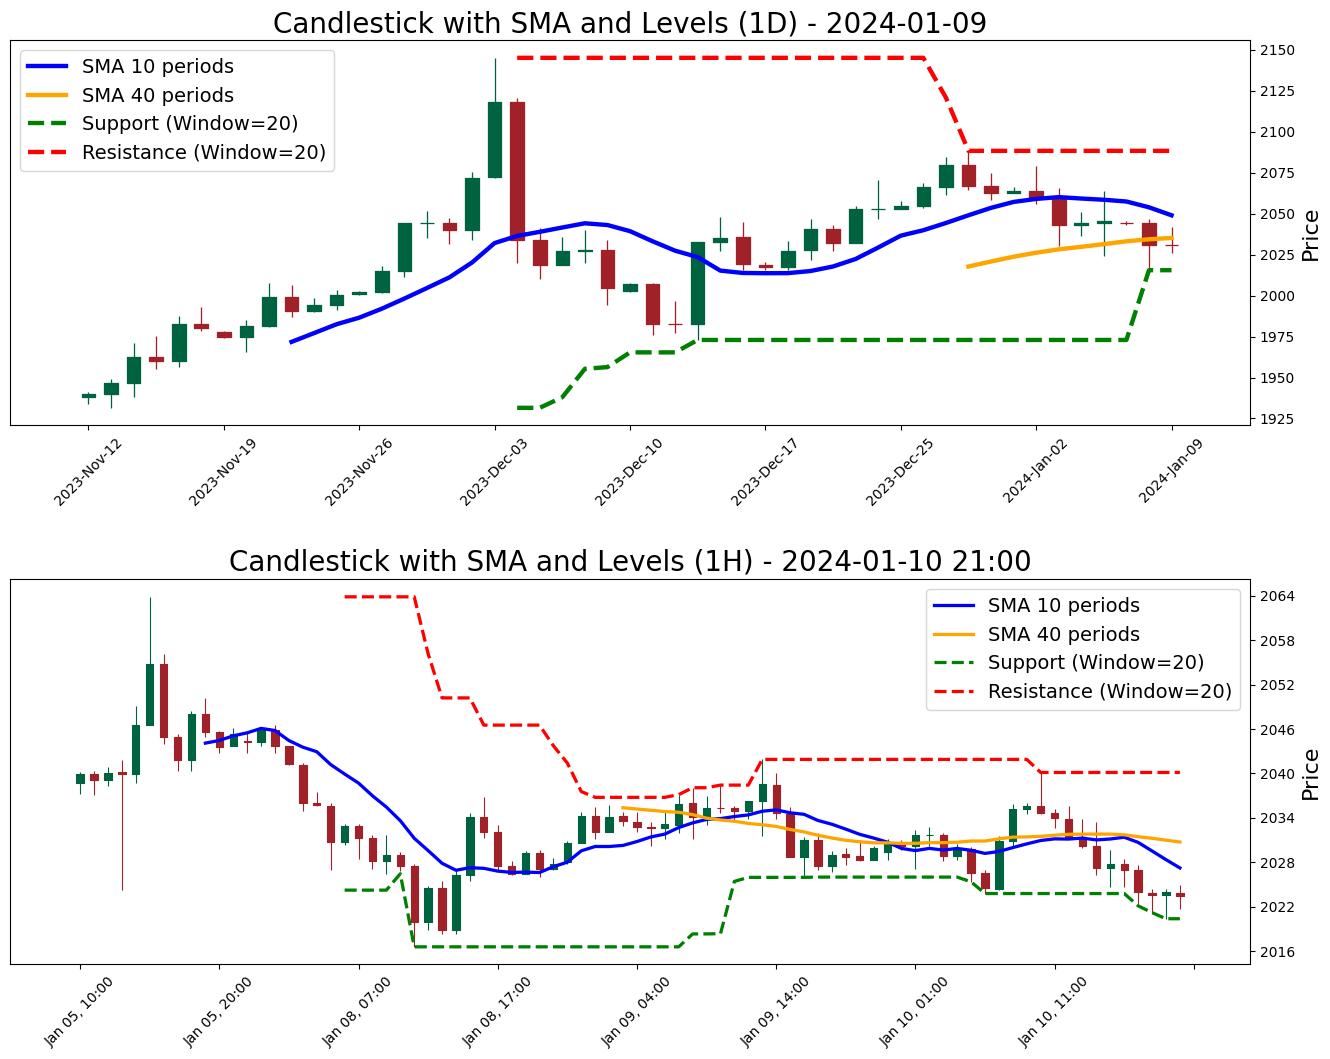 Candlestick with SMA and Levels (1D) - 2024-01-09
SMA 10 periods
SMA 40 periods
Support (Window=20)
Resistance (Window=20)
2150
2125
2100
2075
2050
2025
2000
1975
1950
1925
Price
2023-Nov-12
2023-Nov-19
2023-Nov-26
2023-Dec-03
2023-Dec-10
2023-Dec-17
2023-Dec-25
2024-Jan-02
2024-Jan-09
Candlestick with SMA and Levels (1H) - 2024-01-10 21:00
SMA 10 periods
SMA 40 periods
Support (Window=20)
Resistance (Window=20)
2064
2058
2052
2046
2040
2034
2028
2022
2016
Price
Jan 05, 10:00
Jan 05, 20:00
Jan 08, 07:00
Jan 08, 17:00
Jan 09, 04:00
Jan 09, 14:00
Jan 10, 01:00
Jan 10, 11:00